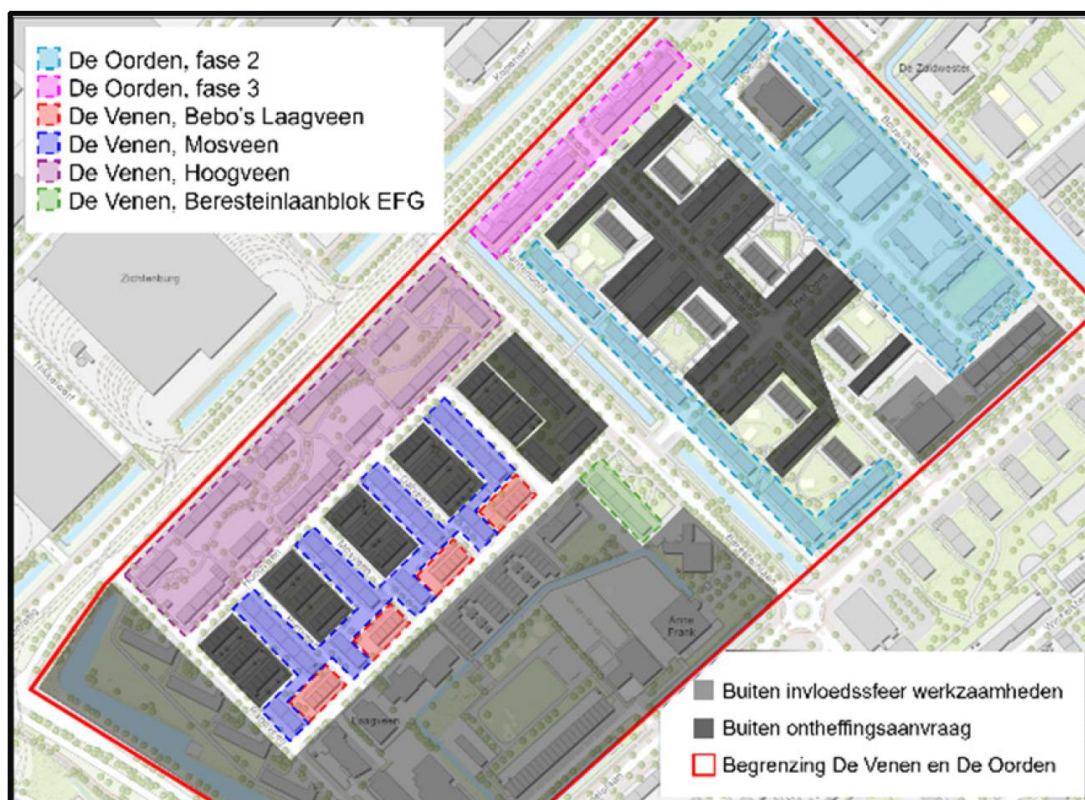 De Oorden, fase 2
De Oorden, fase 3
De Venen, Bebo's Laagveen
De Venen, Mosveen
De Venen, Hoogveen
De Venen, Beresteinlaanblok EFG
De Zaldwester
Zichtenburg
Anne
Frank
Laagveen
Buiten invloedssfeer werkzaamheden
Buiten ontheffingsaanvraag
Begrenzing De Venen en De Oorden